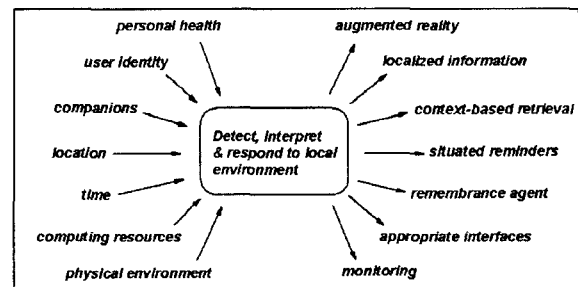 personal health
augmented reality
user identity
localized information
companions
context-based retrieval
Detect, interpret
& respond to local
environment
location
situated reminders
time
remembrance agent
computing resources
appropriate interfaces
physical environment
monitoring